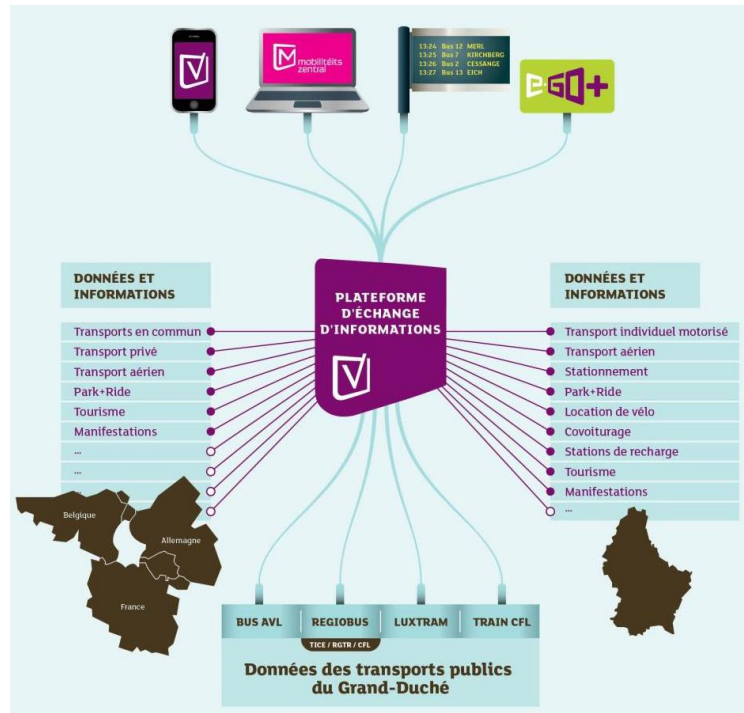 V
M mobilitéits
zentral
13:24 Bus 12 MERL
13:25 Bus 7 KIRCHBERG
13:26 Bus 2 CESSANGE
13:27 Bus 13 EICH
e·GO+
DONNÉES ET
INFORMATIONS
Transports en commun
Transport privé
Transport aérien
Park+Ride
Tourisme
Manifestations
...
...
...
Belgique
Allemagne
France
PLATEFORME
D'ÉCHANGE
D'INFORMATIONS
V
DONNÉES ET
INFORMATIONS
Transport individuel motorisé
Transport aérien
Stationnement
Park+Ride
Location de vélo
Covoiturage
Stations de recharge
Tourisme
Manifestations
...
BUS AVL
REGIOBUS
LUXTRAM
TRAIN CFL
TICE / RGTR / CFL
Données des transports publics
du Grand-Duché